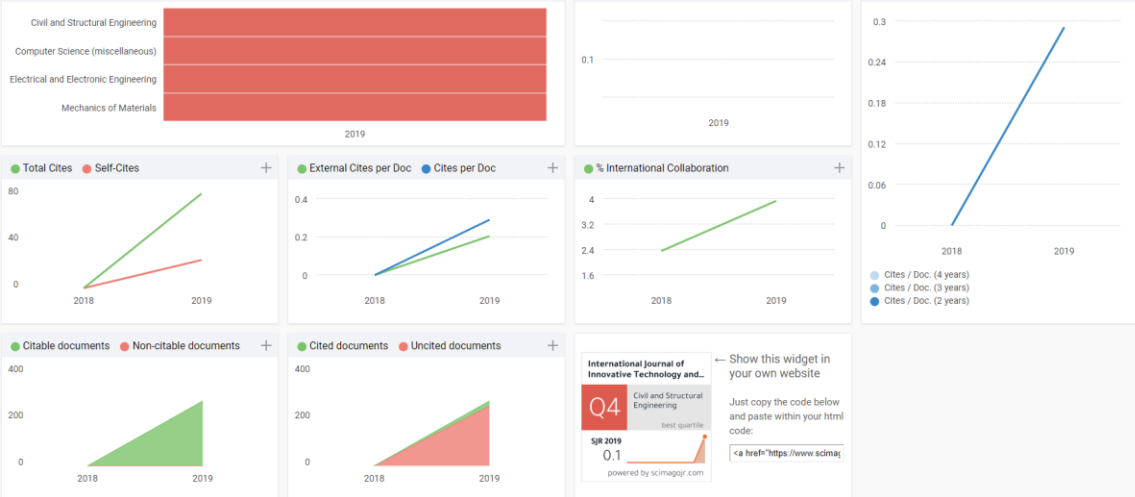 Civil and Structural Engineering
Computer Science (miscellaneous)
Electrical and Electronic Engineering
Mechanics of Materials
2019
0.1
2019
0.3
0.24
0.18
0.12
0.06
0
2018 2019
Cites / Doc. (4 years)
Cites / Doc. (3 years)
Cites / Doc. (2 years)
Total Cites Self-Cites
80
40
0
2018 2019
External Cites per Doc Cites per Doc
0.4
0.2
0
2018 2019
% International Collaboration
4
3.2
2.4
1.6
2018 2019
Citable documents Non-citable documents
400
200
0
2018 2019
Cited documents Uncited documents
400
200
0
2018 2019
International Journal of
Innovative Technology and...
Q4
Civil and Structural
Engineering
best quartile
SJR 2019
0.1
powered by scimagojr.com
← Show this widget in
your own website
Just copy the code below
and paste within your html
code:
<a href="https://www.scimag